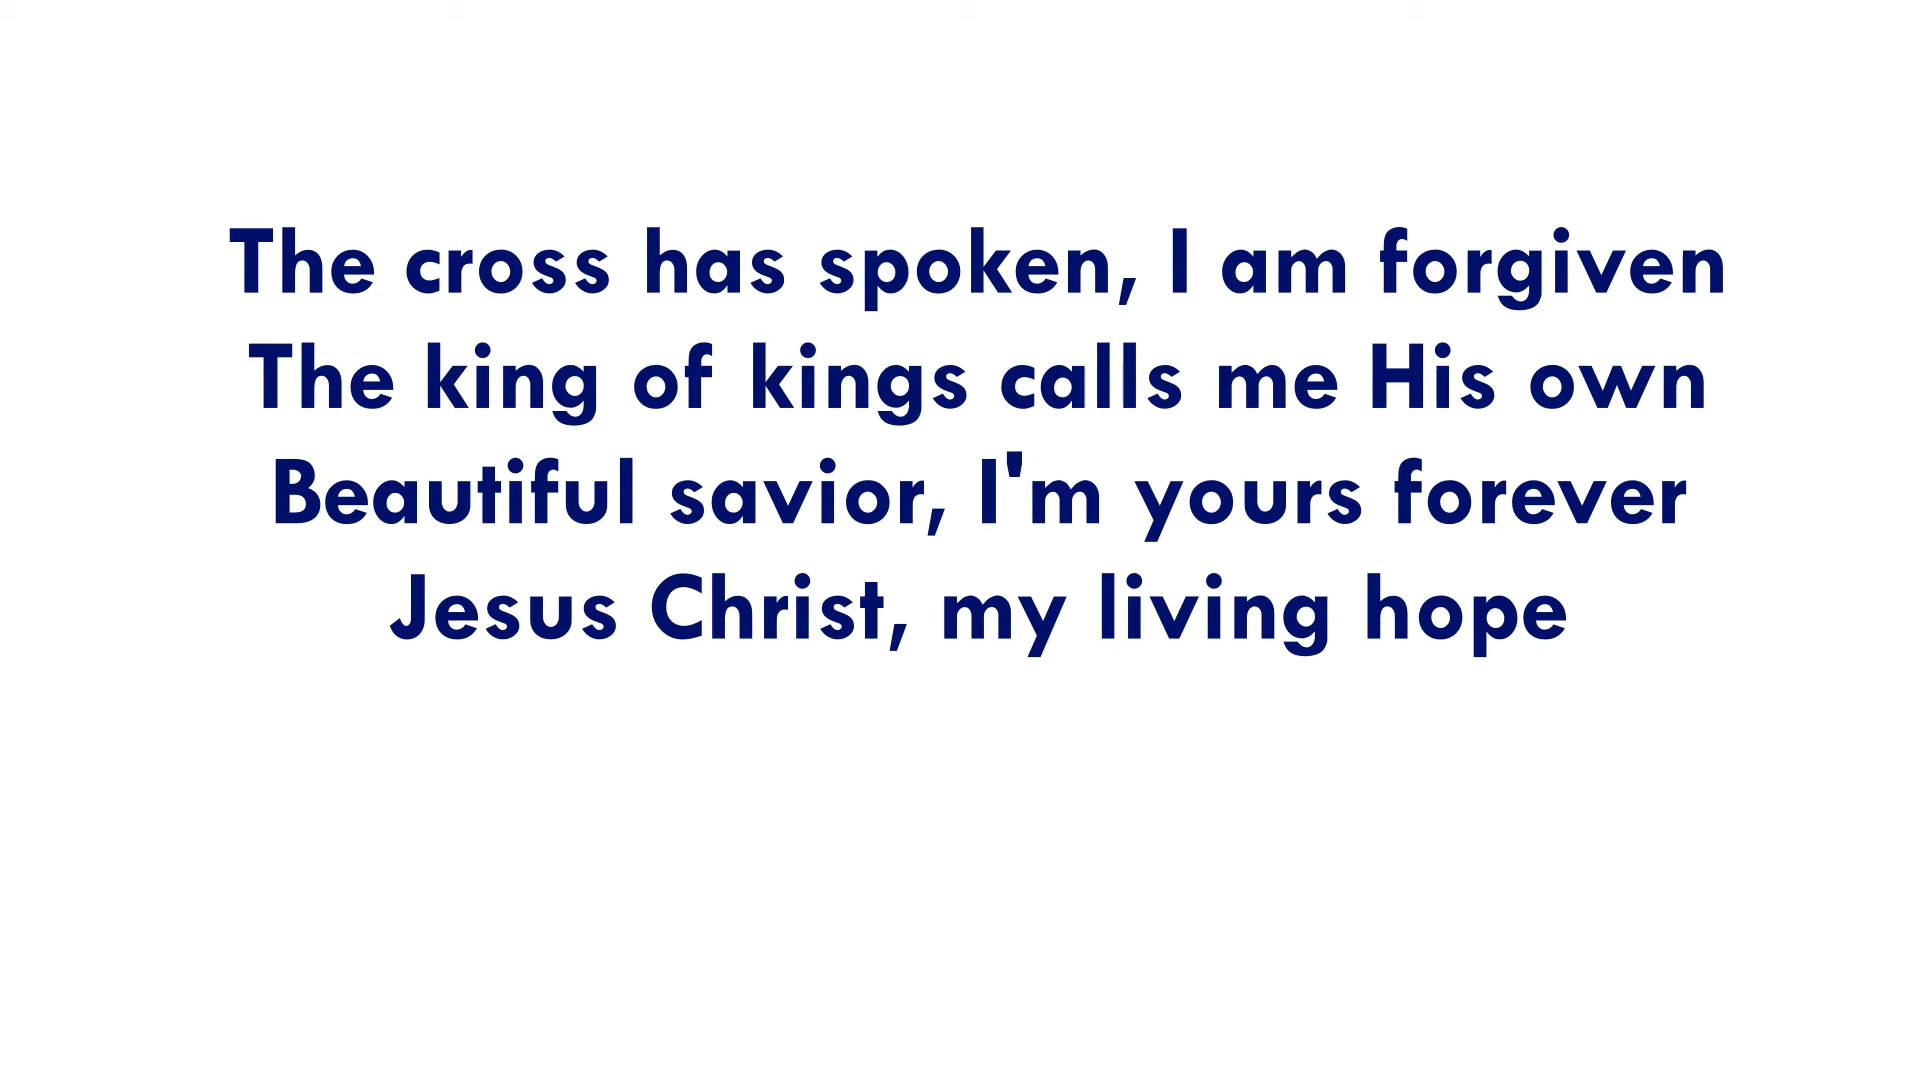 The cross has spoken, I am forgiven
The king of kings calls me His own
Beautiful savior, I'm yours forever
Jesus Christ, my living hope